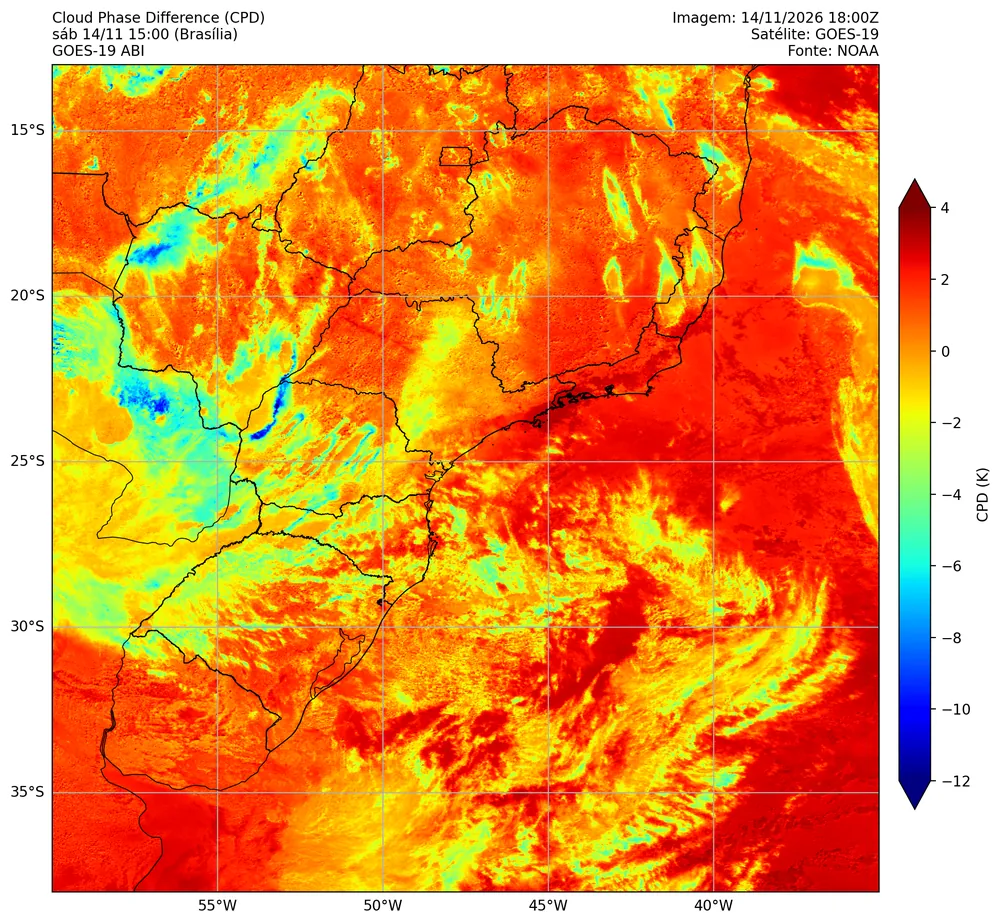 Cloud Phase Difference (CPD)
sáb 14/11 15:00 (Brasília)
GOES-19 ABI
Imagem: 14/11/2026 18:00Z
Satélite: GOES-19
Fonte: NOAA
15°S
20°S
25°S
30°S
35°S
55°W
50°W
45°W
40°W
4
2
0
−2
−4
−6
−8
−10
−12
CPD (K)